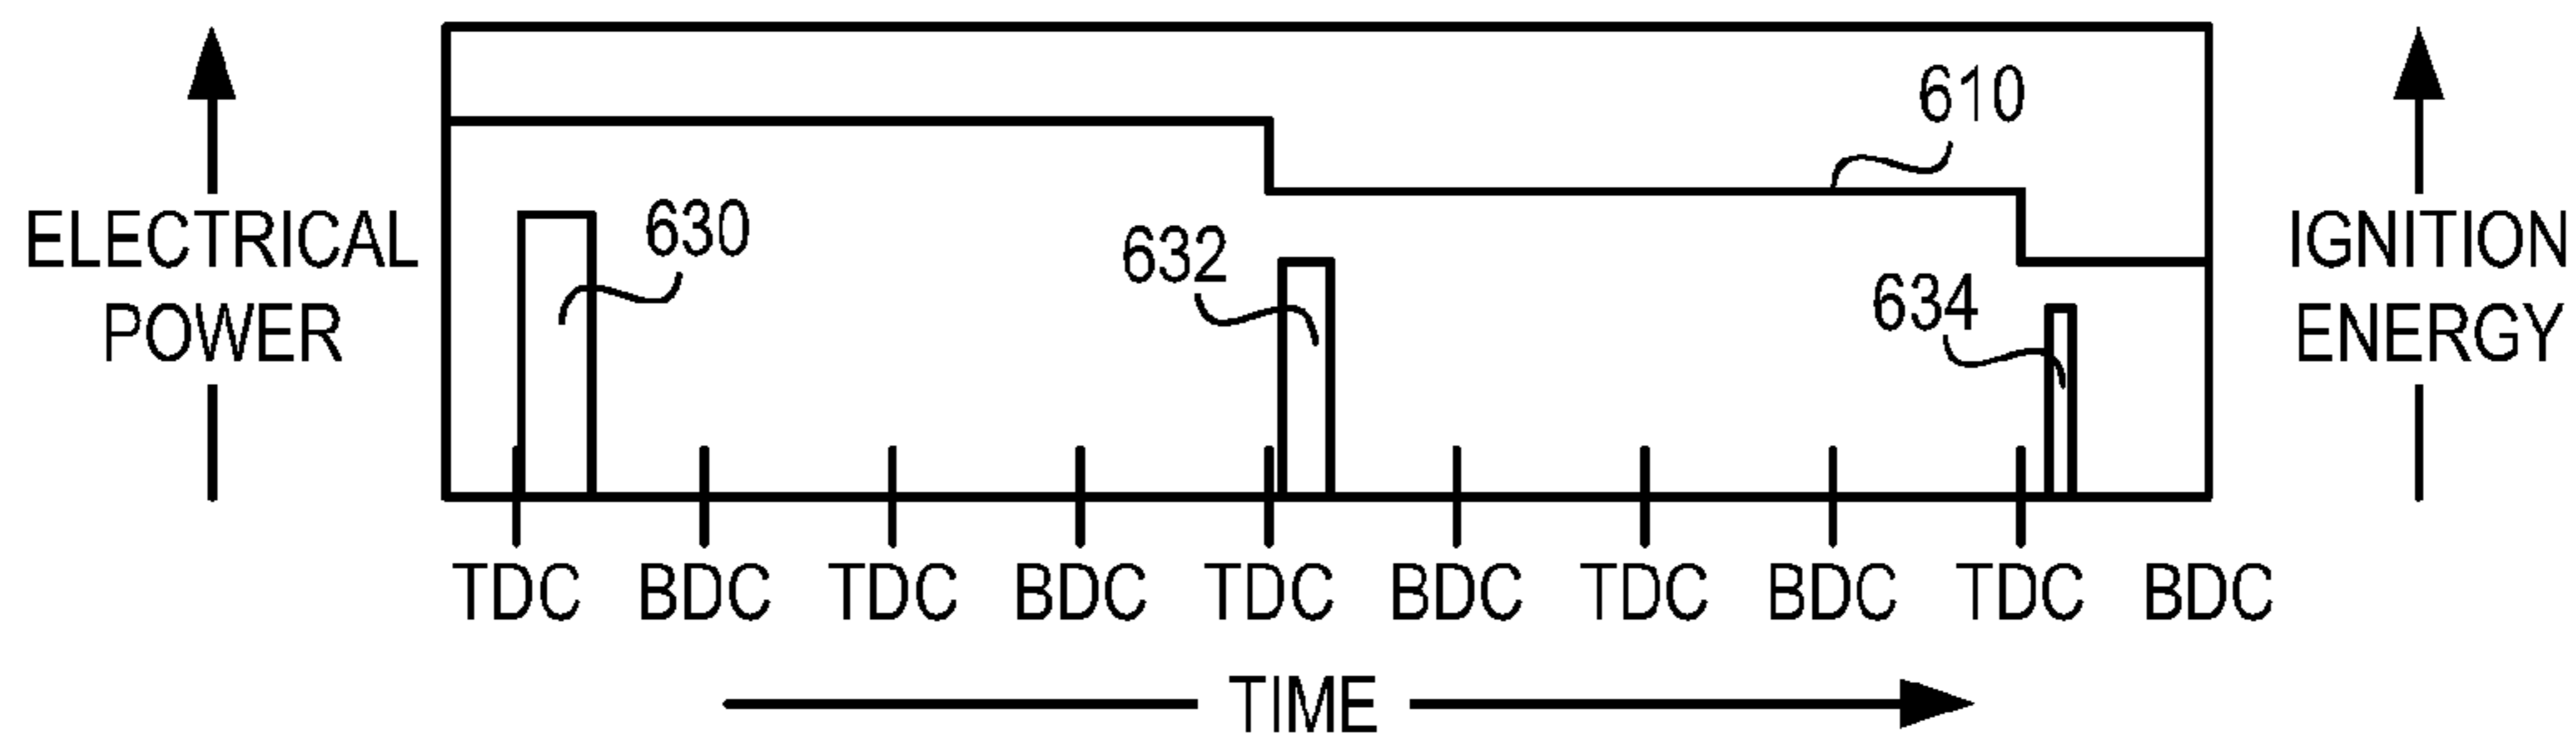 610
630
632
634
ELECTRICAL
POWER
IGNITION
ENERGY
TDC BDC TDC BDC TDC BDC TDC BDC TDC BDC
TIME